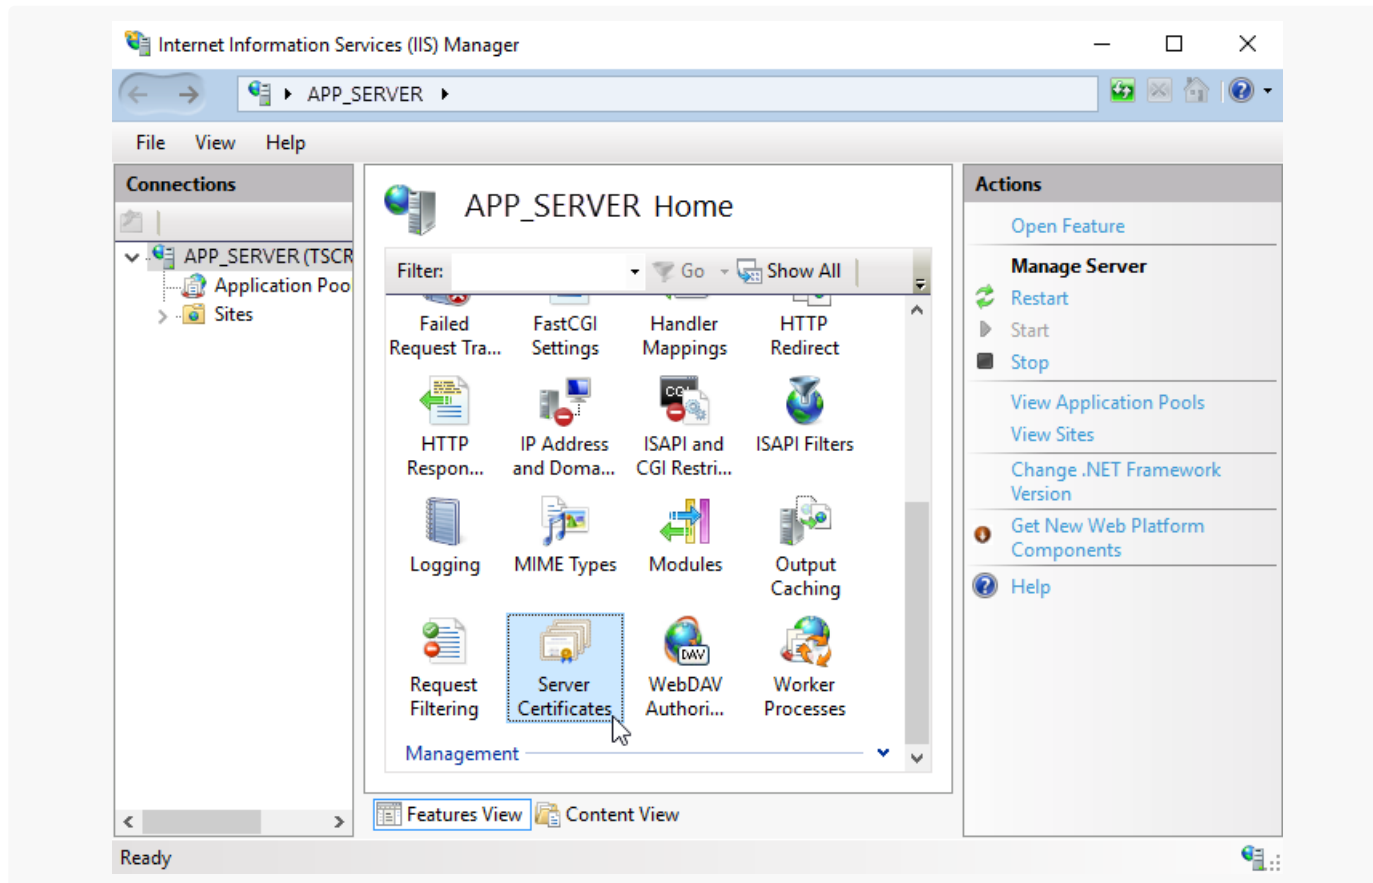 Internet Information Services (IIS) Manager
APP_SERVER
File View Help
Connections
APP_SERVER (TSCR
Application Poo
Sites
APP_SERVER Home
Filter: Go Show All
Failed FastCGI Handler HTTP
Request Tra... Settings Mappings Redirect
CGI
HTTP IP Address ISAPI and ISAPI Filters
Respon... and Doma... CGI Restri...
Logging MIME Types Modules Output
Caching
DAV
Request Server WebDAV Worker
Filtering Certificates Authori... Processes
Management
Features View Content View
Actions
Open Feature
Manage Server
Restart
Start
Stop
View Application Pools
View Sites
Change .NET Framework
Version
Get New Web Platform
Components
Help
Ready